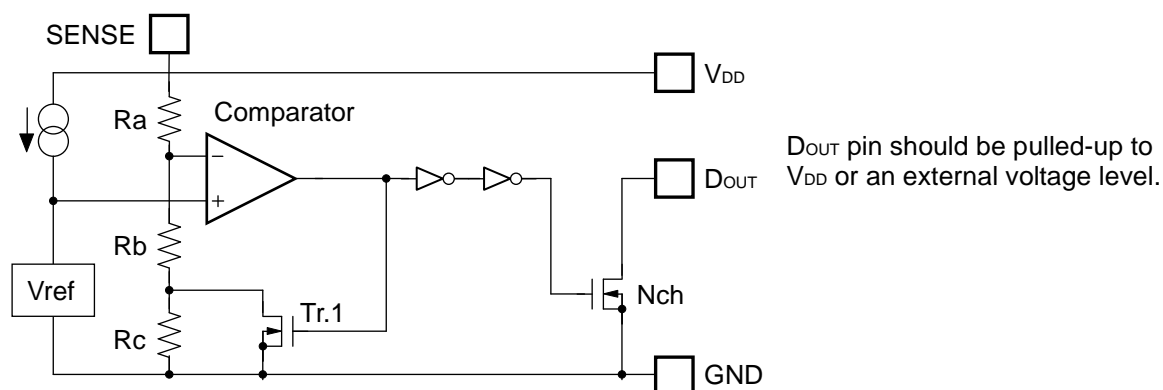 SENSE
VDD
Ra
Comparator
−
+
DOUT
DOUT pin should be pulled-up to
VDD or an external voltage level.
Rb
Vref
Tr.1
Nch
Rc
GND